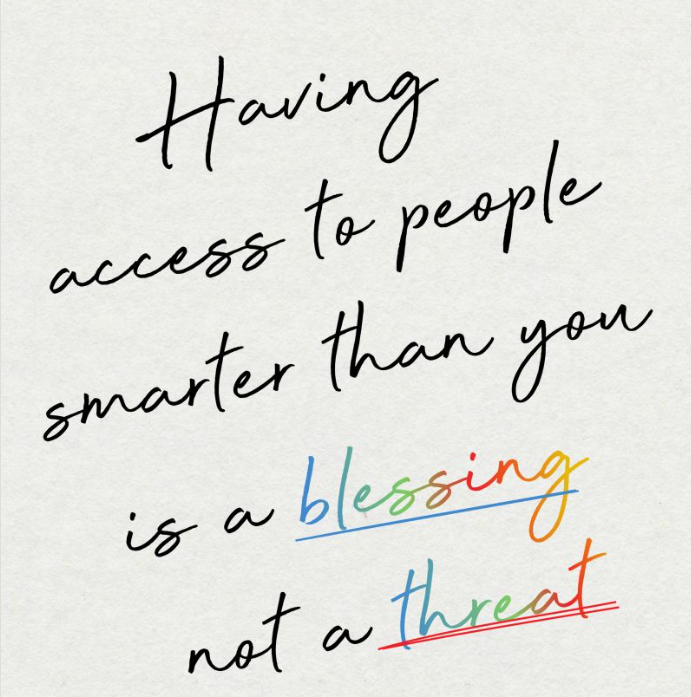 Having
access to people
smarter than you
is a blessing
not a threat